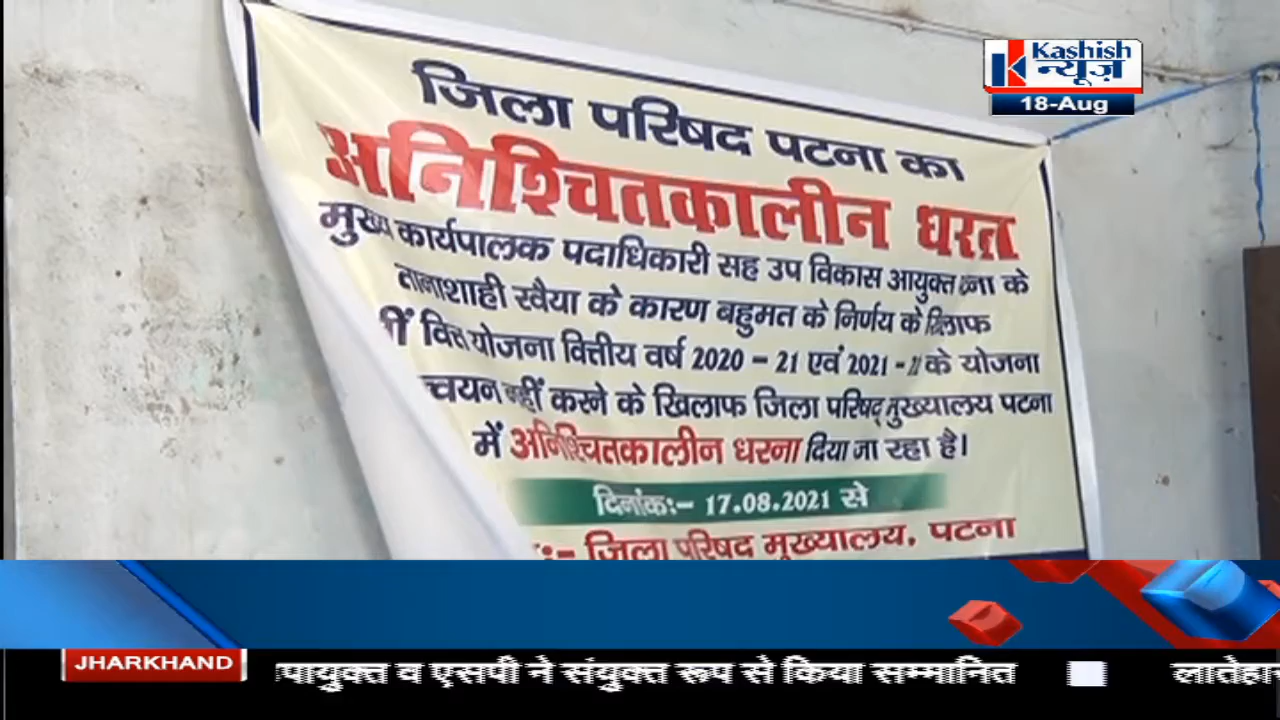 Kashish
न्यूज़
18-Aug
जिला परिषद पटना का
अनिश्चितकालीन
मुख्य कार्यपालक पदाधिकारी सह उप विकास आयुक्त के
तानाशाही रवैया के कारण बहुमत के निर्णय के खिलाफ
वित्त योजना वित्तीय वर्ष 2020 - 21 एवं 2021 - के योजना
नहीं करने के खिलाफ जिला परिषद् मुख्यालय पटना
में अनिश्चितकालीन धरना दिया जा रहा है।
दिनांक:- 17.08.2021 से
:- जिला परिषद मुख्यालय, पटना
JHARKHAND
व एसपी ने संयुक्त रूप से किया सम्मानित